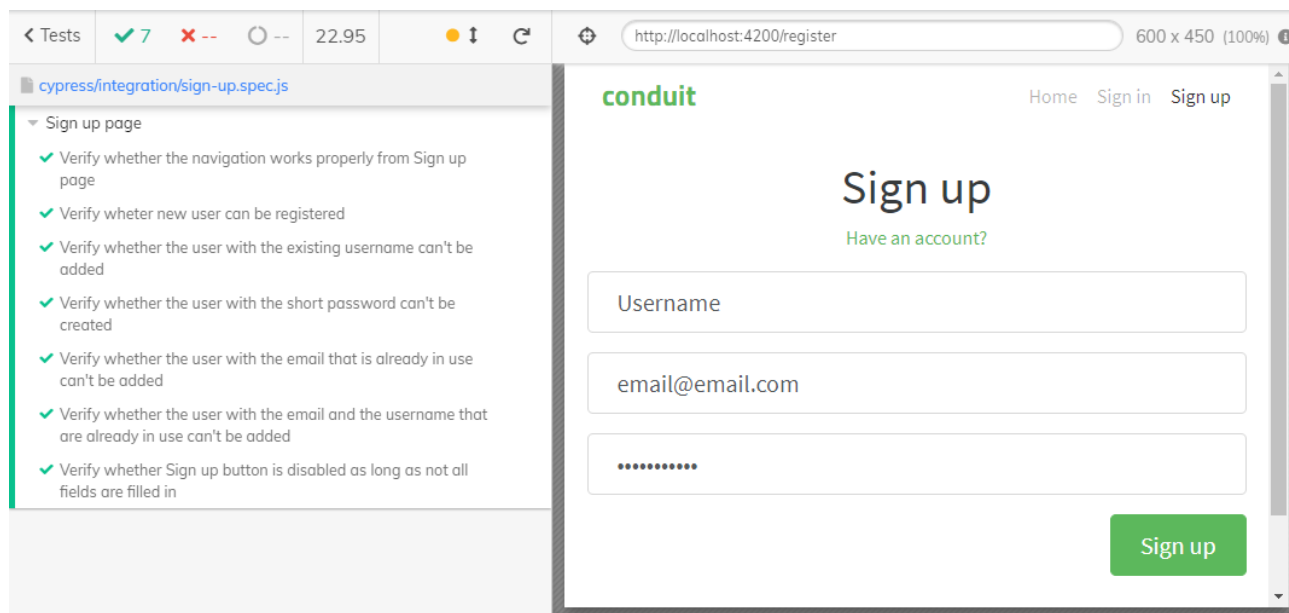 Tests 7 -- -- 22.95
http://localhost:4200/register 600 x 450 (100%)
cypress/integration/sign-up.spec.js
Sign up page
Verify whether the navigation works properly from Sign up
page
Verify wheter new user can be registered
Verify whether the user with the existing username can't be
added
Verify whether the user with the short password can't be
created
Verify whether the user with the email that is already in use
can't be added
Verify whether the user with the email and the username that
are already in use can't be added
Verify whether Sign up button is disabled as long as not all
fields are filled in
conduit
Home Sign in Sign up
Sign up
Have an account?
Username
email@email.com
•••••••••••
Sign up